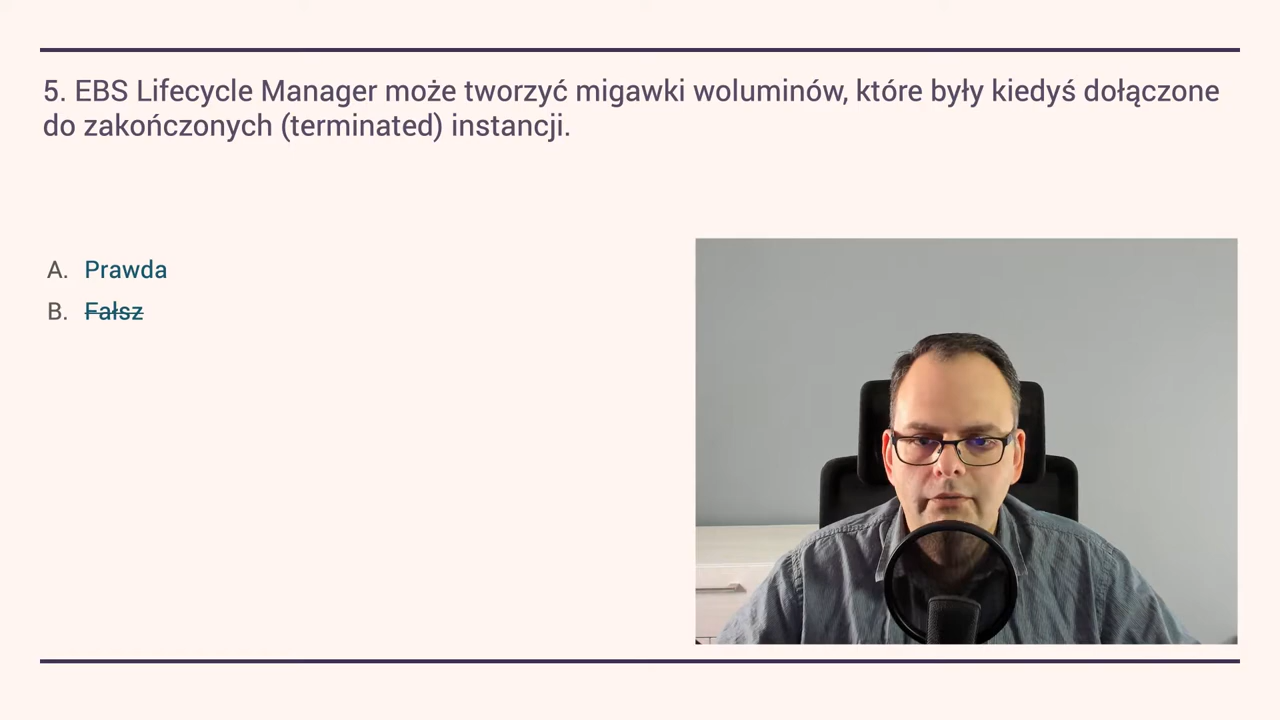 5. EBS Lifecycle Manager może tworzyć migawki woluminów, które były kiedyś dołączone
do zakończonych (terminated) instancji.
A. Prawda
B. Fałsz